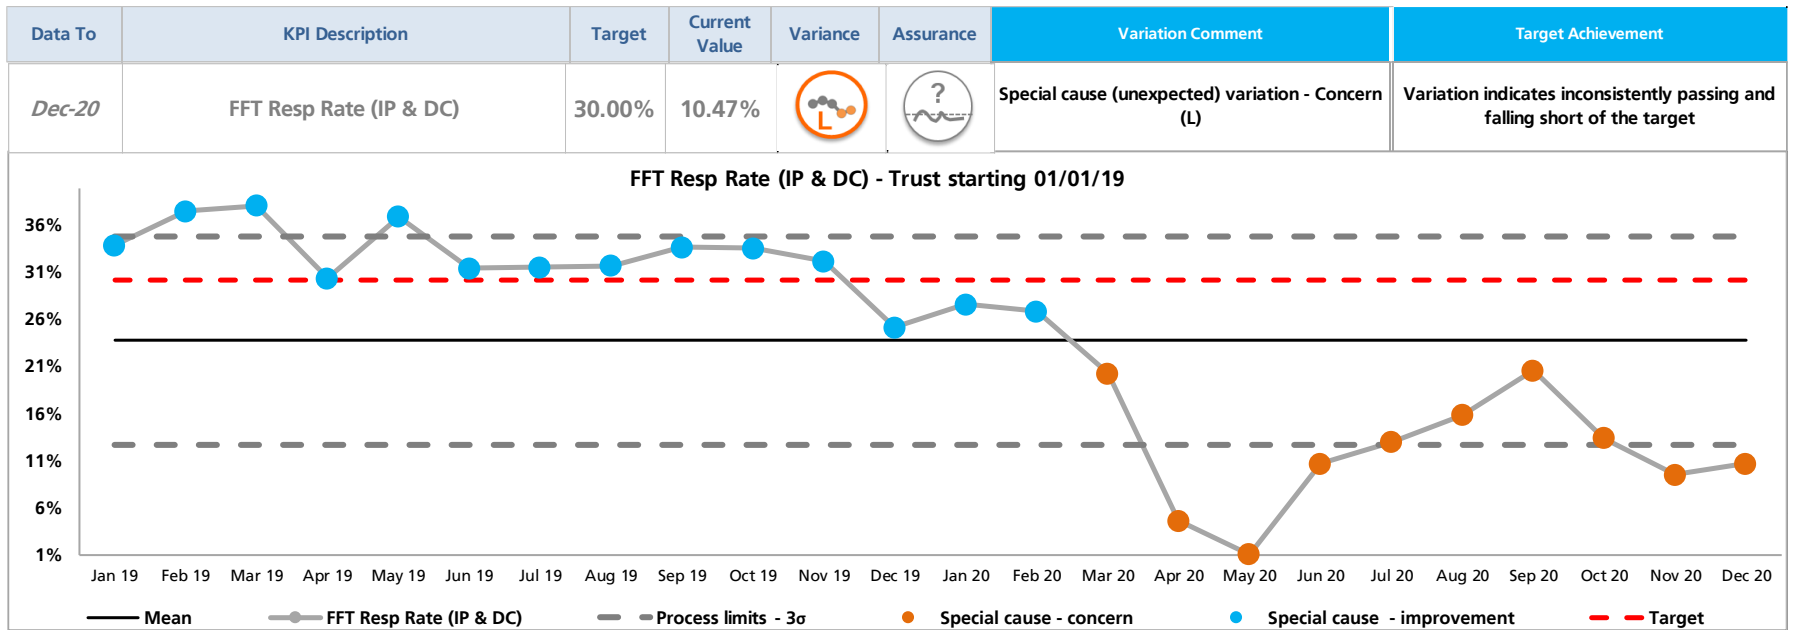 Data To
KPI Description
Target
Current
Value
Variance
Assurance
Variation Comment
Target Achievement
Dec-20
FFT Resp Rate (IP & DC)
30.00%
10.47%
L
?
Special cause (unexpected) variation - Concern
(L)
Variation indicates inconsistently passing and
falling short of the target
FFT Resp Rate (IP & DC) - Trust starting 01/01/19
36%
31%
26%
21%
16%
11%
6%
1%
Jan 19 Feb 19 Mar 19 Apr 19 May 19 Jun 19 Jul 19 Aug 19 Sep 19 Oct 19 Nov 19 Dec 19 Jan 20 Feb 20 Mar 20 Apr 20 May 20 Jun 20 Jul 20 Aug 20 Sep 20 Oct 20 Nov 20 Dec 20
Mean FFT Resp Rate (IP & DC) Process limits - 3σ Special cause - concern Special cause - improvement Target